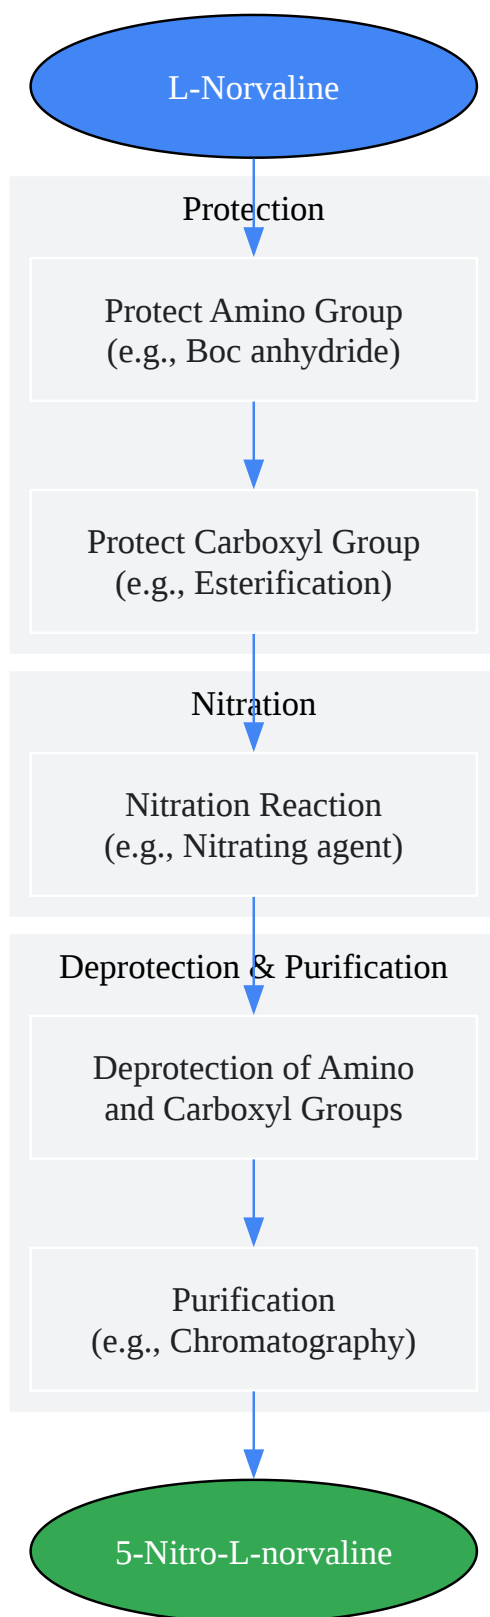 L-Norvaline
Protection
Protect Amino Group
(e.g., Boc anhydride)
Protect Carboxyl Group
(e.g., Esterification)
Nitration
Nitration Reaction
(e.g., Nitrating agent)
Deprotection & Purification
Deprotection of Amino
and Carboxyl Groups
Purification
(e.g., Chromatography)
5-Nitro-L-norvaline